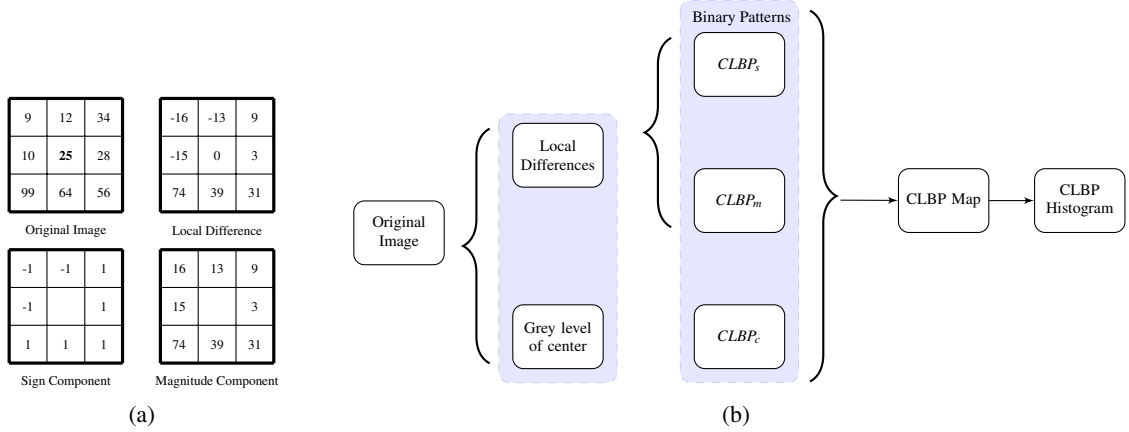 9 12 34
10 25 28
99 64 56
Original Image
-16 -13 9
-15 0 3
74 39 31
Local Difference
-1 -1 1
-1 1
1 1 1
Sign Component
16 13 9
15 3
74 39 31
Magnitude Component
(a)
Original
Image
Local
Differences
Grey level
of center
Binary Patterns
CLBPs
CLBPm
CLBPc
CLBP Map
CLBP
Histogram
(b)